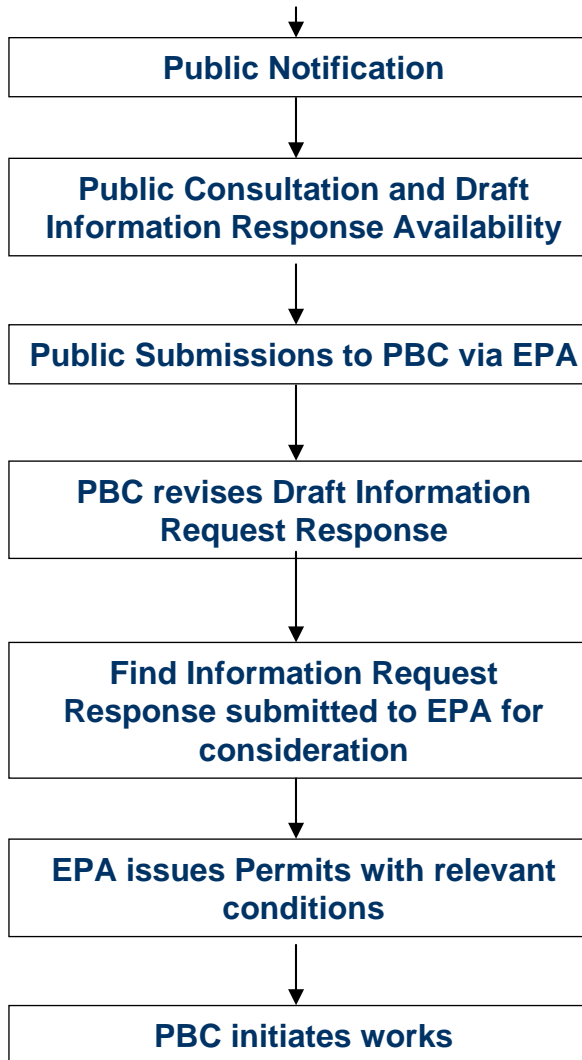 Public Notification
Public Consultation and Draft
Information Response Availability
Public Submissions to PBC via EPA
PBC revises Draft Information
Request Response
Find Information Request
Response submitted to EPA for
consideration
EPA issues Permits with relevant
conditions
PBC initiates works